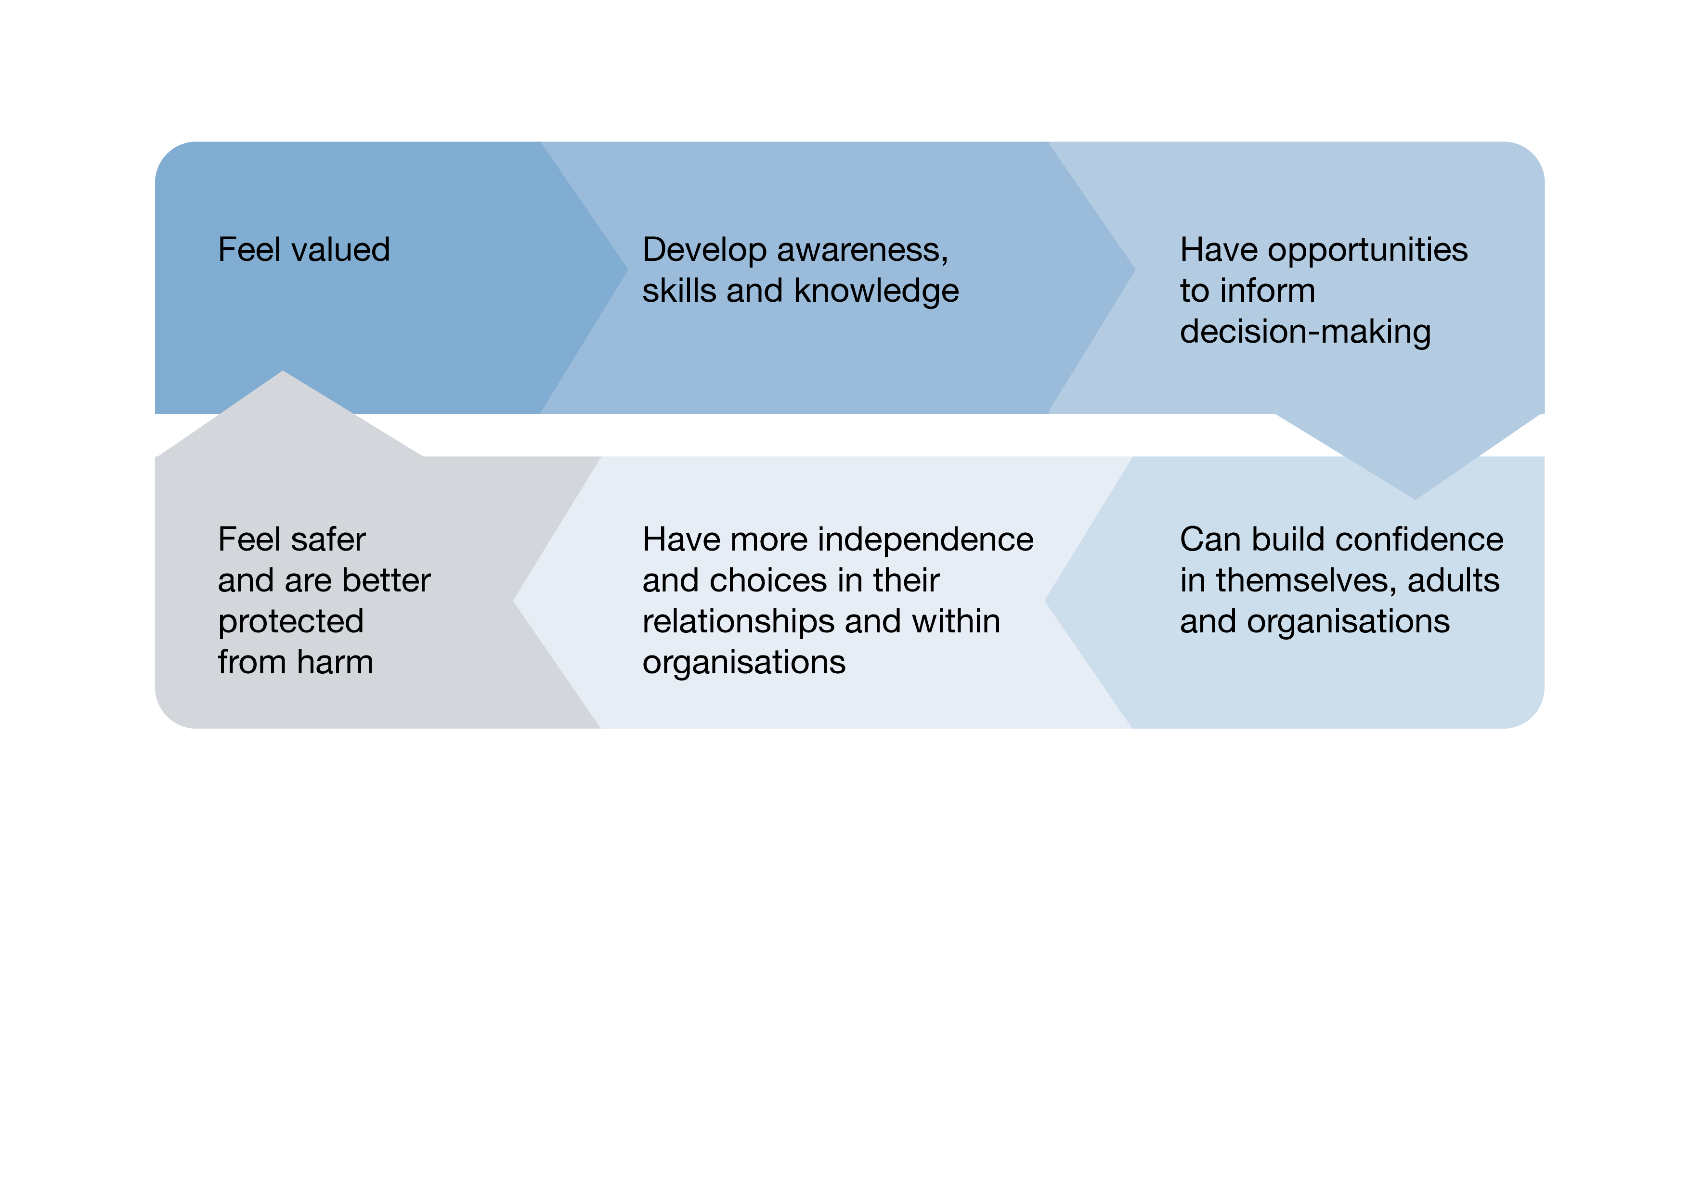 Feel valued
Develop awareness,
skills and knowledge
Have opportunities
to inform
decision-making
Can build confidence
in themselves, adults
and organisations
Have more independence
and choices in their
relationships and within
organisations
Feel safer
and are better
protected
from harm